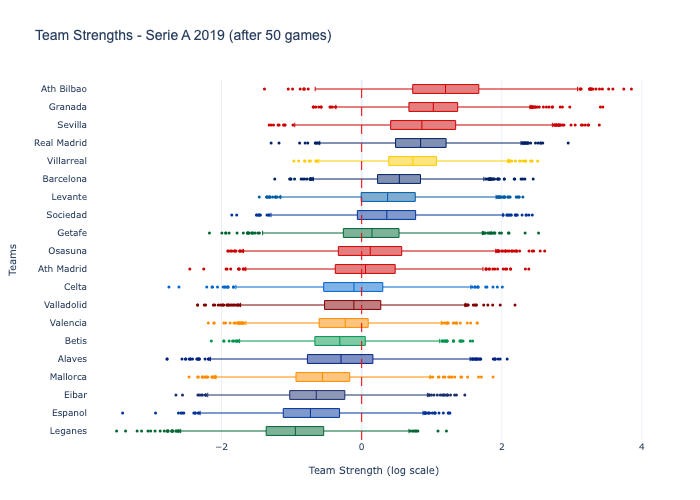 Team Strengths - Serie A 2019 (after 50 games)
Ath Bilbao
Granada
Sevilla
Real Madrid
Villarreal
Barcelona
Levante
Sociedad
Getafe
Osasuna
Ath Madrid
Celta
Valladolid
Valencia
Betis
Alaves
Mallorca
Eibar
Espanol
Leganes
Teams
−2 0 2 4
Team Strength (log scale)